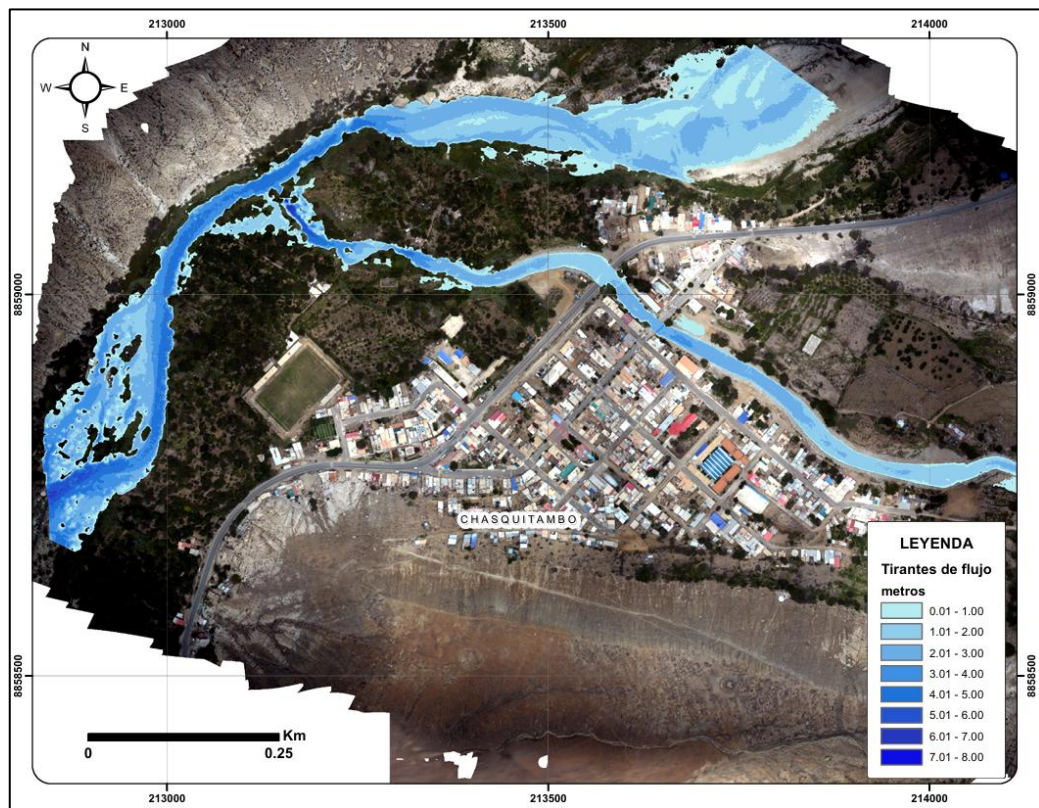 213000
213500
214000
N
W
E
S
8859000
8859000
CHASQUITAMBO
LEYENDA
Tirantes de flujo
metros
0.01 - 1.00
1.01 - 2.00
2.01 - 3.00
3.01 - 4.00
4.01 - 5.00
5.01 - 6.00
6.01 - 7.00
7.01 - 8.00
8858500
8858500
Km
0
0.25
213000
213500
214000